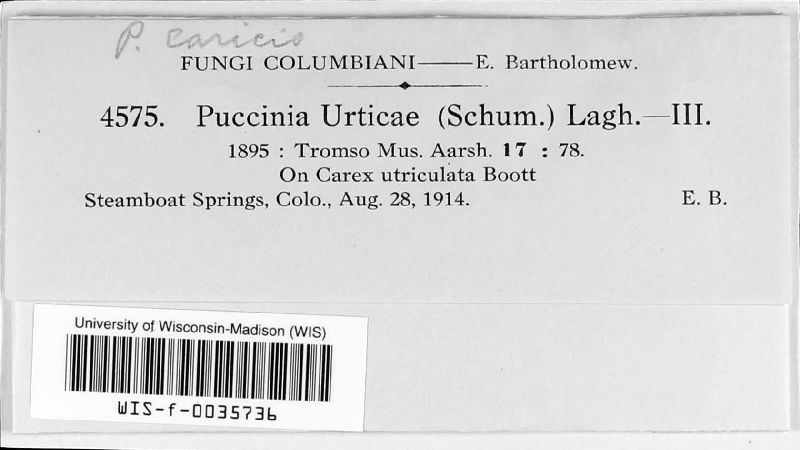 P. caricis
FUNGI COLUMBIANI——E. Bartholomew.
4575. Puccinia Urticae (Schum.) Lagh.—III.
1895 : Tromso Mus. Aarsh. 17 : 78.
On Carex utriculata Boott
Steamboat Springs, Colo., Aug. 28, 1914. E. B.
University of Wisconsin-Madison (WIS)
WIS-f-0035736